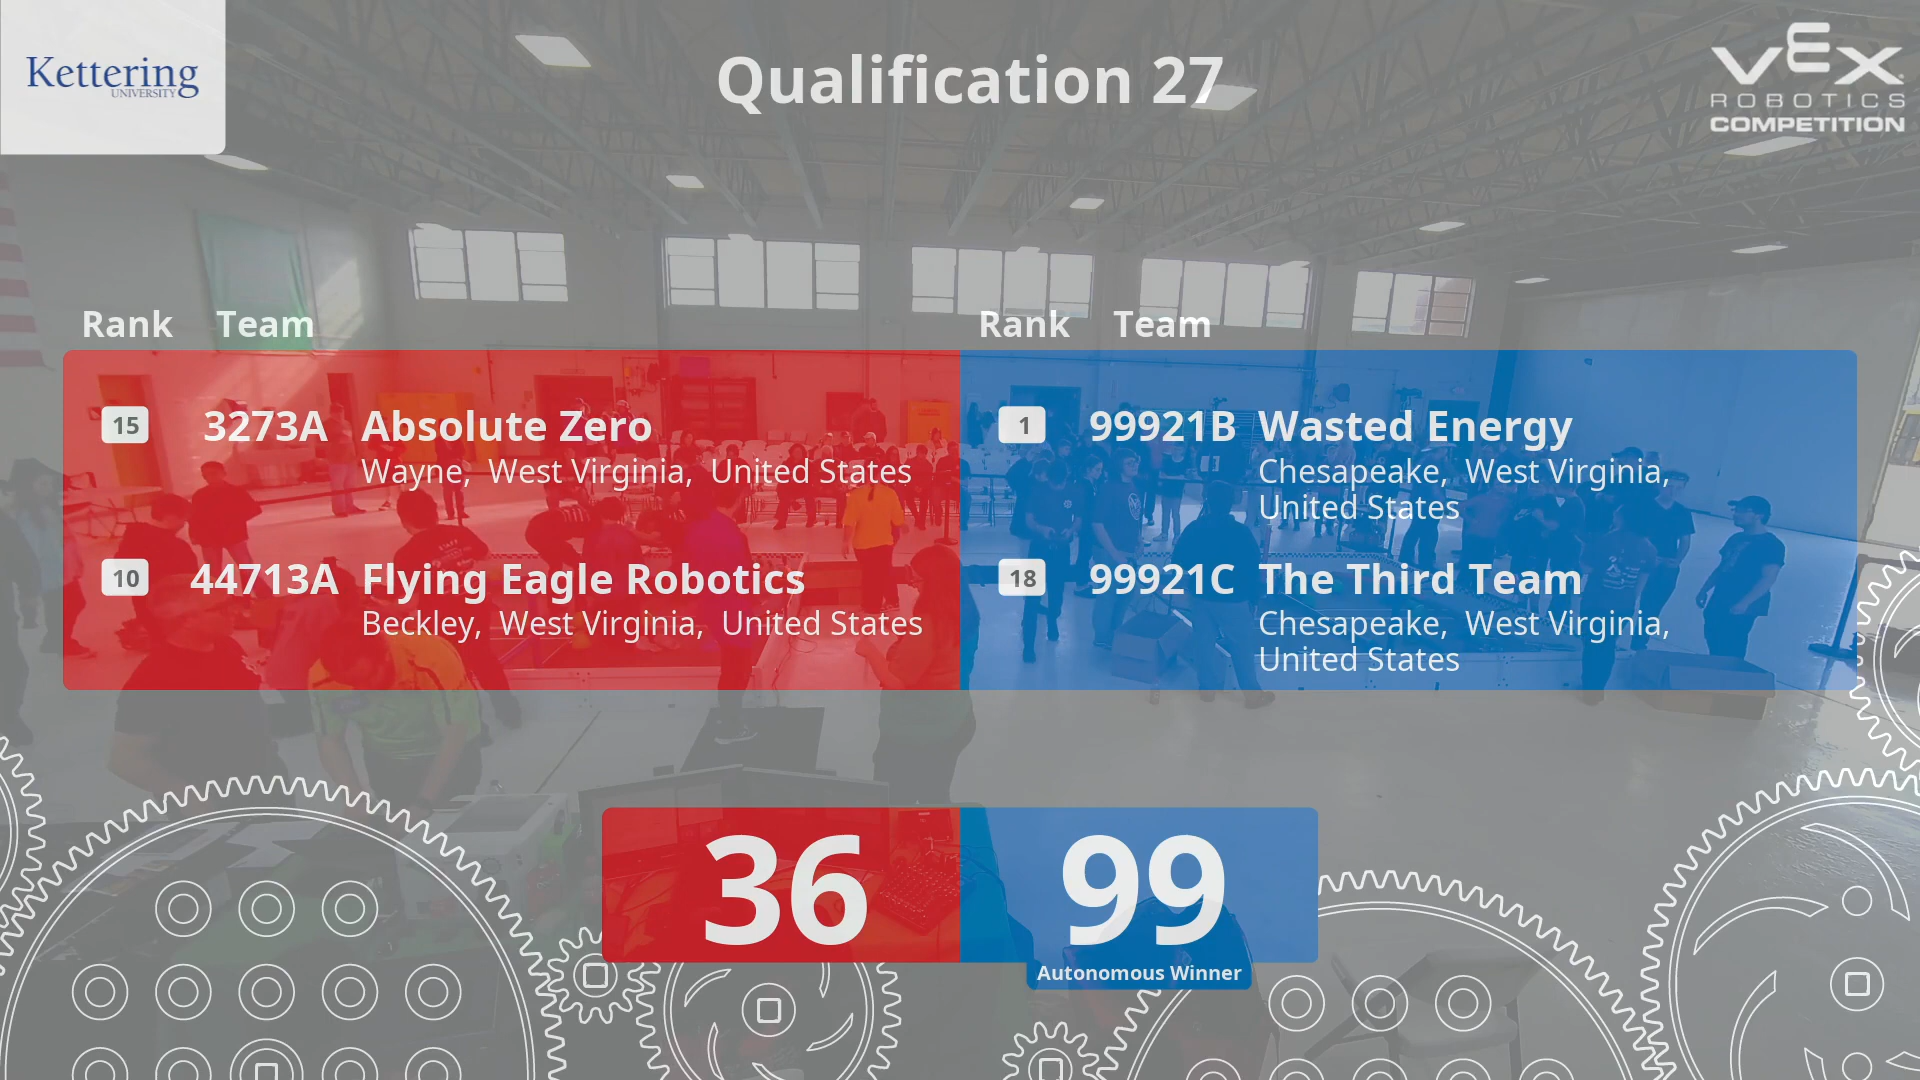 Kettering
UNIVERSITY
Qualification 27
VEX
ROBOTICS
COMPETITION
Rank Team
Rank Team
15 3273A Absolute Zero
Wayne, West Virginia, United States
10 44713A Flying Eagle Robotics
Beckley, West Virginia, United States
1 99921B Wasted Energy
Chesapeake, West Virginia,
United States
18 99921C The Third Team
Chesapeake, West Virginia,
United States
36
99
Autonomous Winner